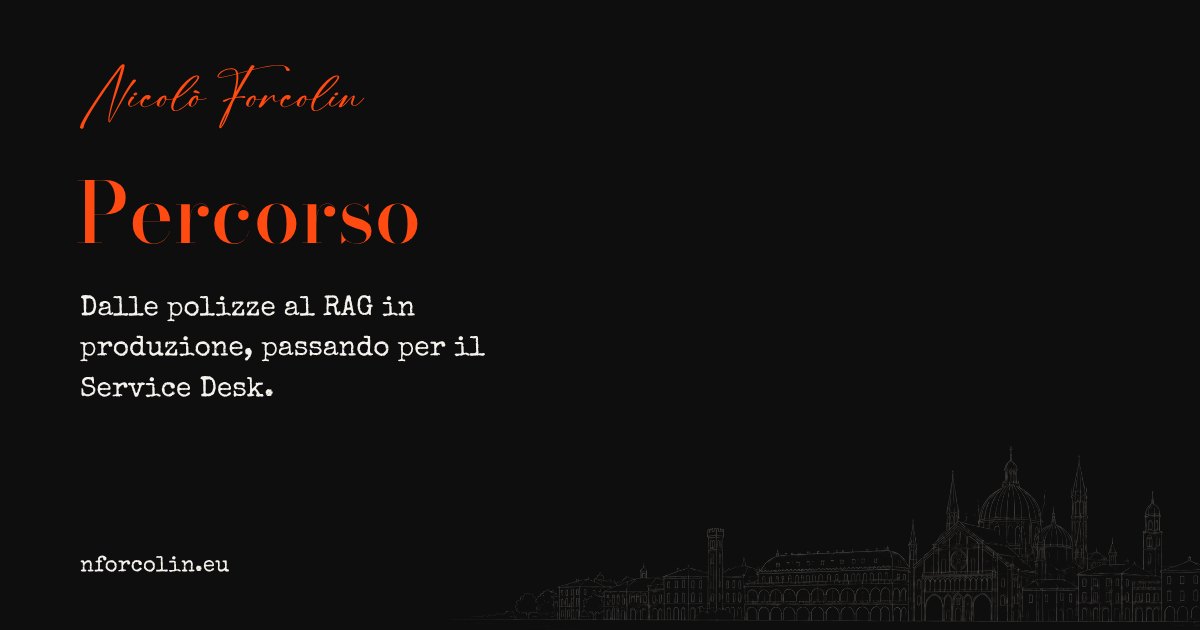 Nicolò Forcolin
Percorso
Dalle polizze al RAG in
produzione, passando per il
Service Desk.
nforcolin.eu